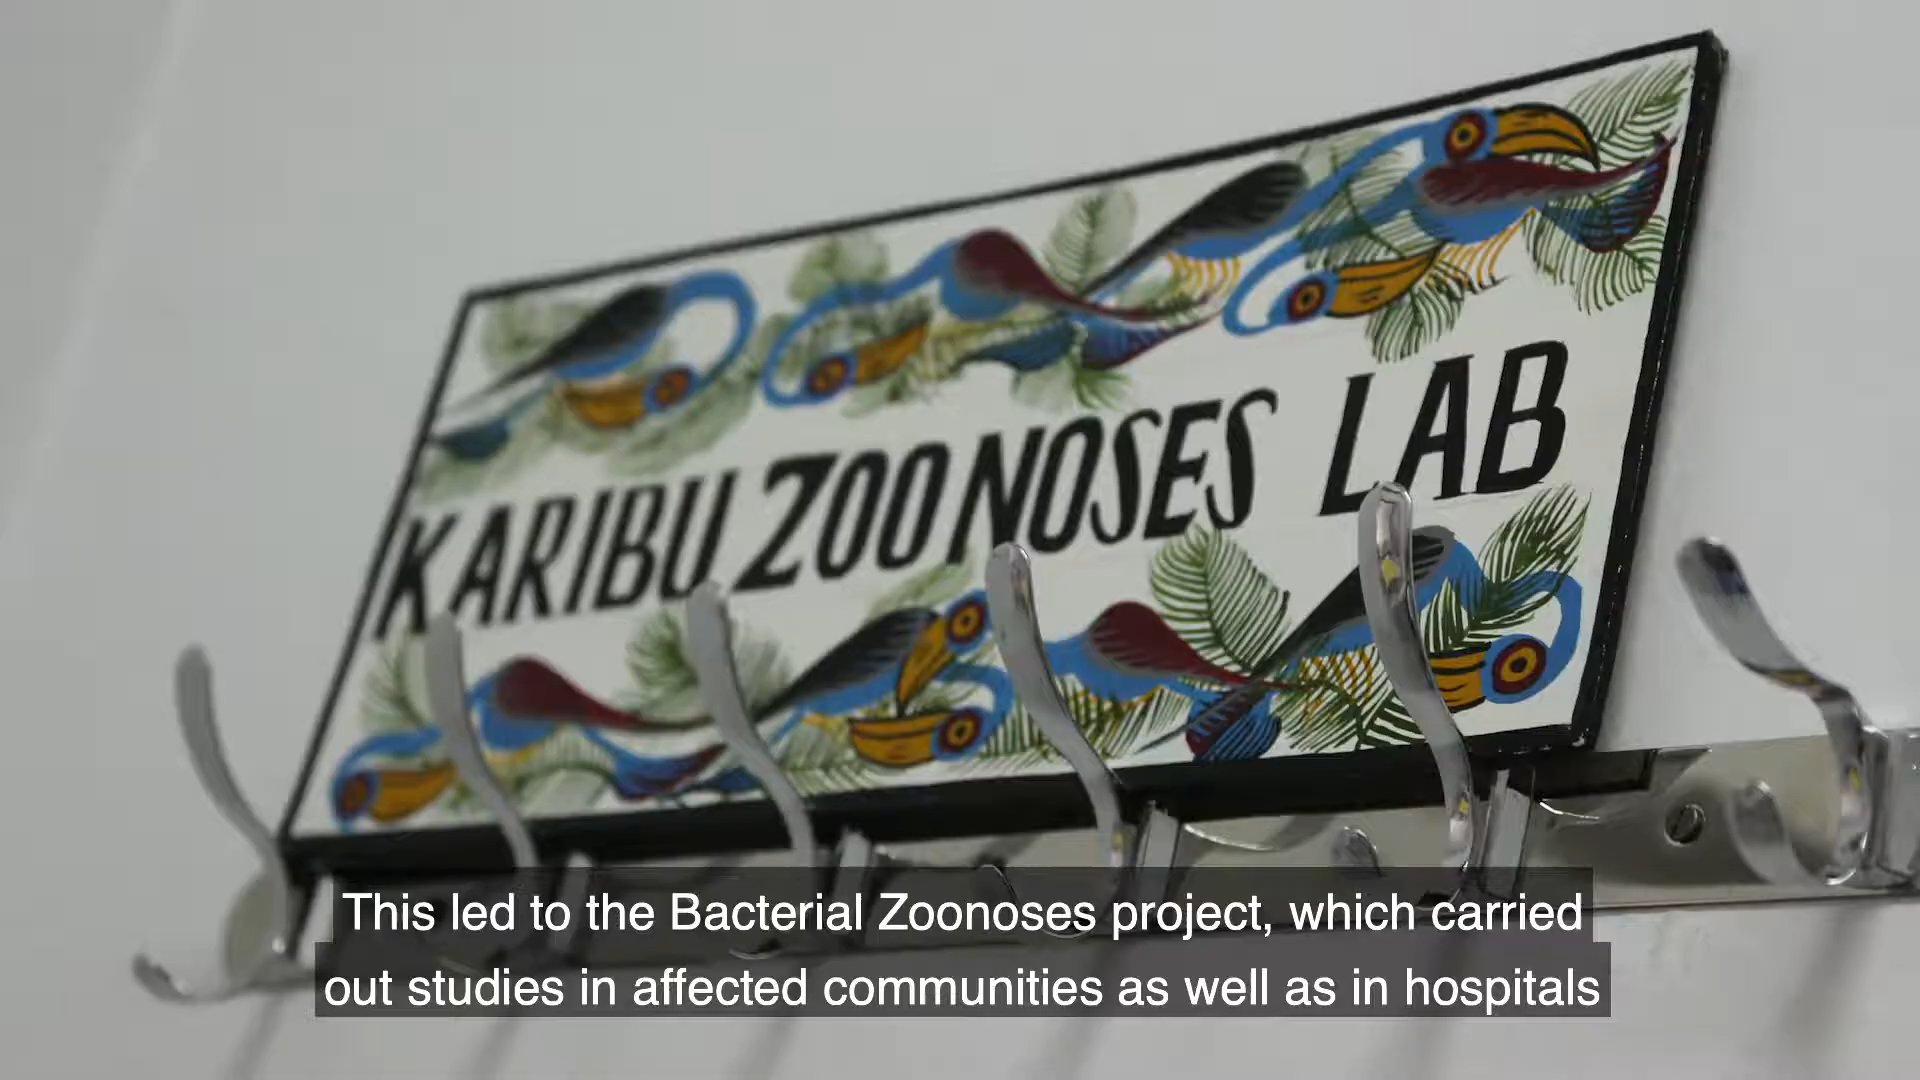 KARIBU ZOONOSES LAB
This led to the Bacterial Zoonoses project, which carried
out studies in affected communities as well as in hospitals